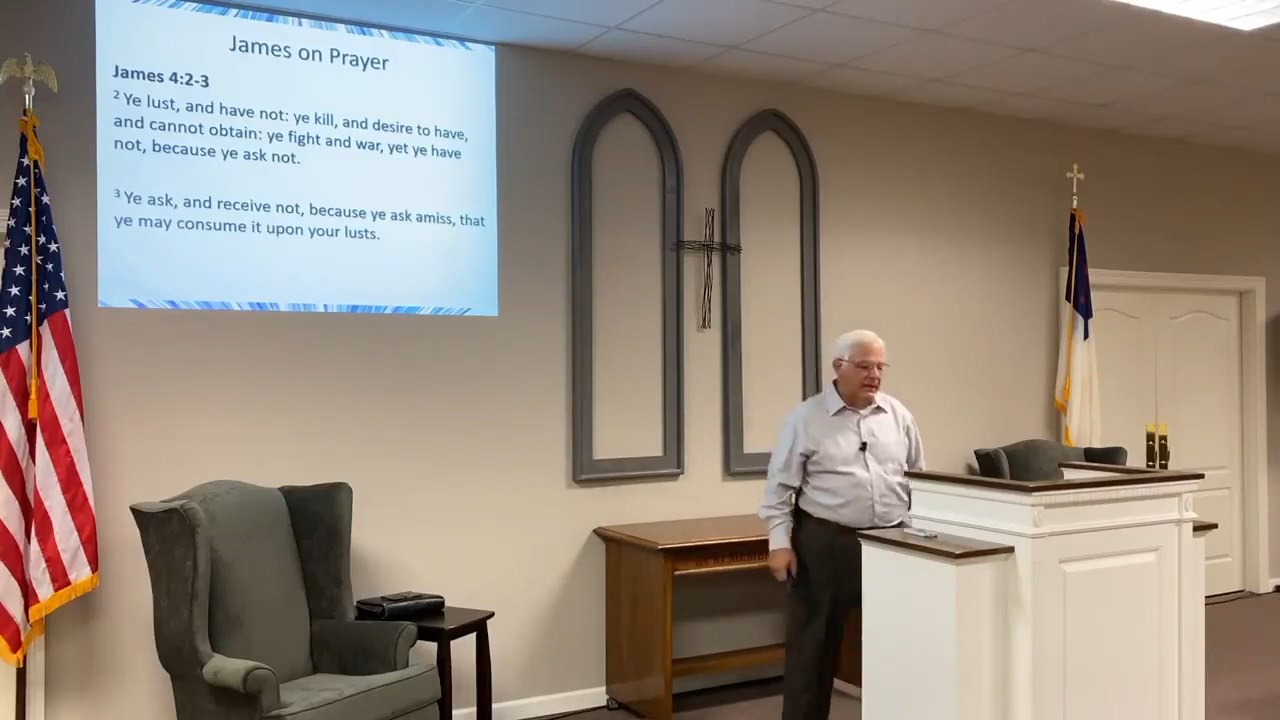 James on Prayer
James 4:2-3
2 Ye lust, and have not: ye kill, and desire to have,
and cannot obtain: ye fight and war, yet ye have
not, because ye ask not.
3 Ye ask, and receive not, because ye ask amiss, that
ye may consume it upon your lusts.